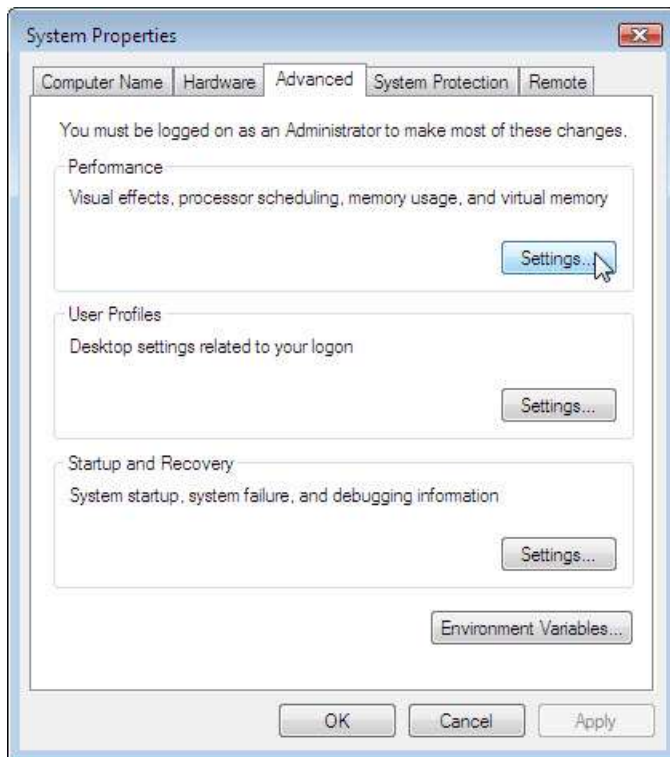 System Properties
Computer Name Hardware Advanced System Protection Remote
You must be logged on as an Administrator to make most of these changes.
Performance
Visual effects, processor scheduling, memory usage, and virtual memory
Settings...
User Profiles
Desktop settings related to your logon
Settings...
Startup and Recovery
System startup, system failure, and debugging information
Settings...
Environment Variables...
OK Cancel Apply